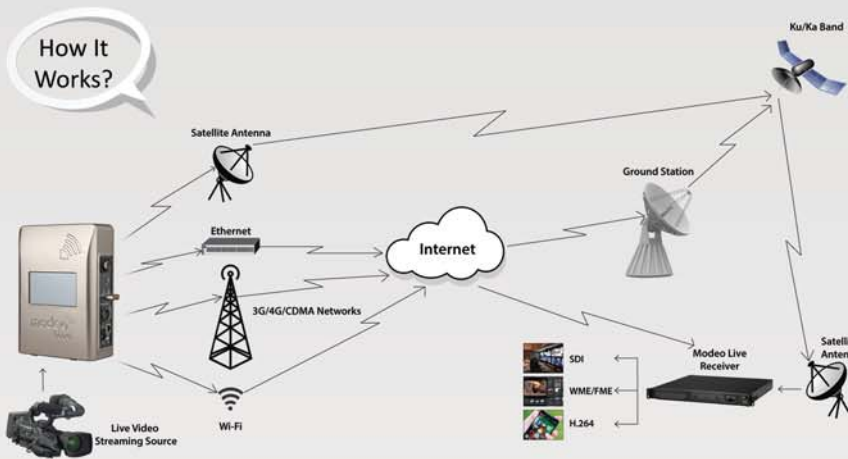 How It
Works?
Ku/Ka Band
Satellite Antenna
Ground Station
Ethernet
Internet
3G/4G/CDMA Networks
Modeo Live
Receiver
SDI
WME/FME
H.264
Wi-Fi
Live Video
Streaming Source